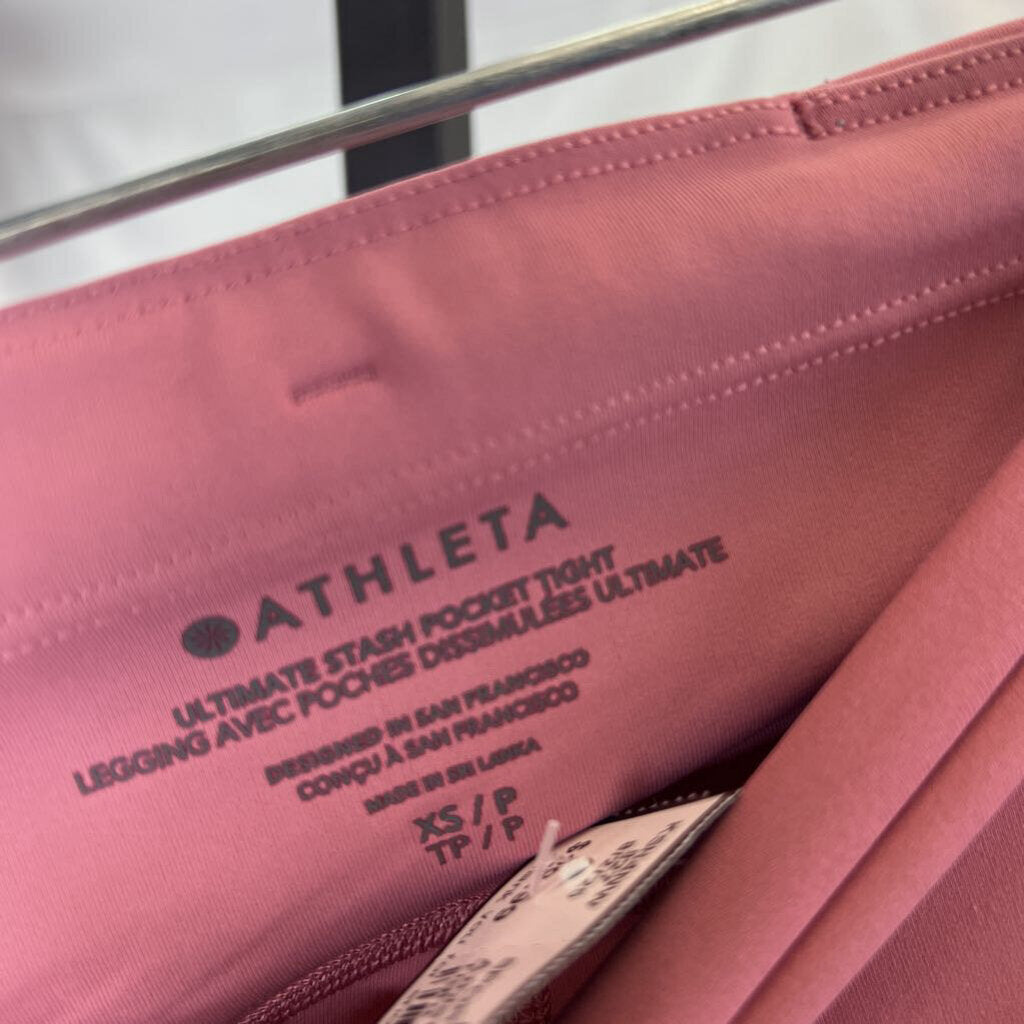 ATHLETA
ULTIMATE STASH POCKET TIGHT
LEGGING AVEC POCHES DISSIMULÉES ULTIMATE
DESIGNED IN SAN FRANCISCO
CONÇU À SAN FRANCISCO
MADE IN SRI LANKA
XS / P
TP / P